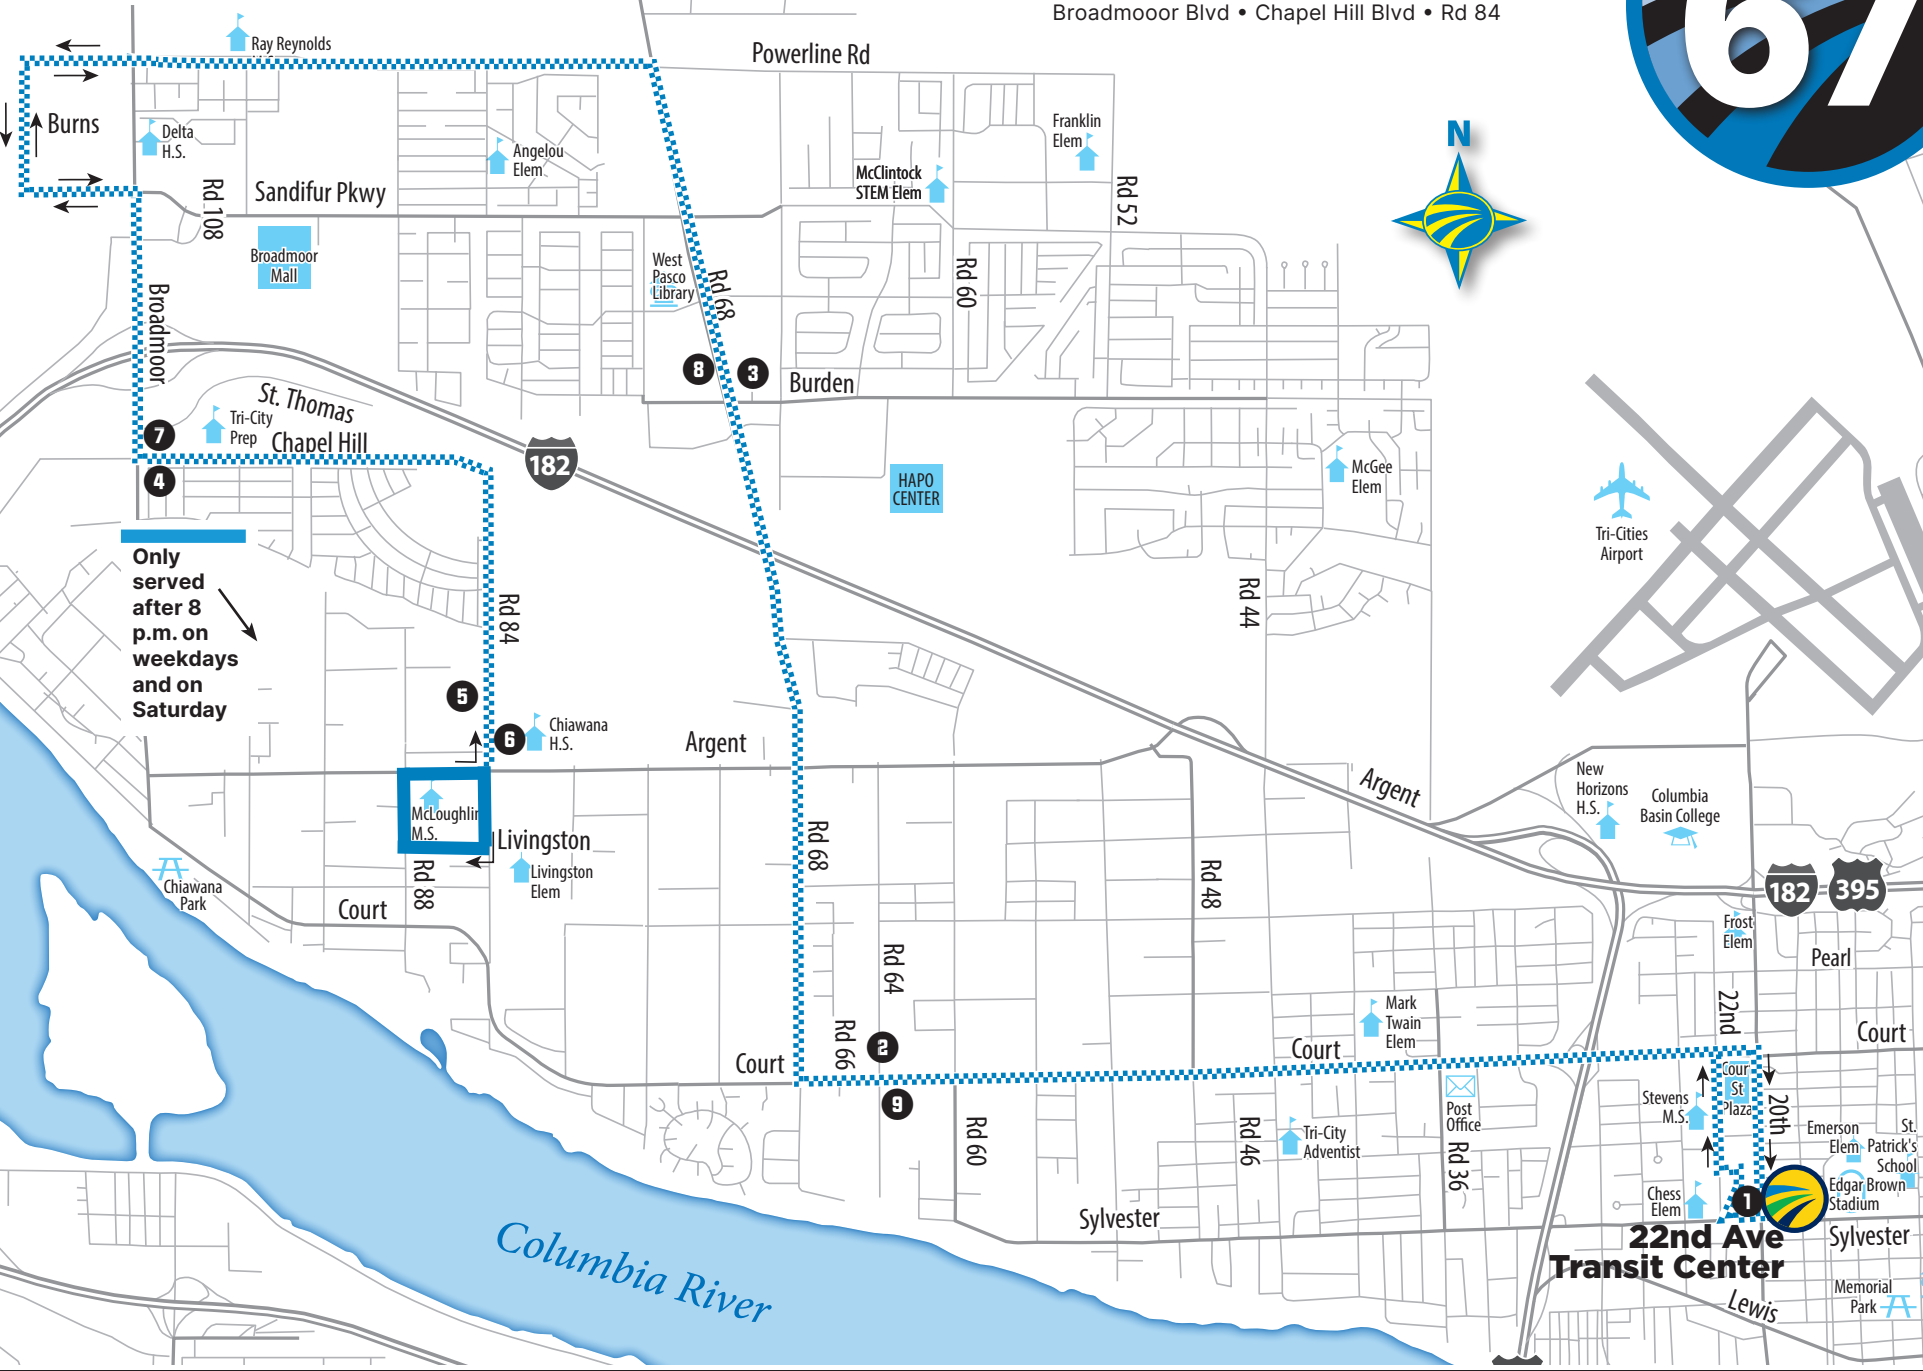 Broadmooor Blvd • Chapel Hill Blvd • Rd 84
67
Ray Reynolds
Powerline Rd
Burns
Delta
H.S.
Angelou
Elem
Franklin
Elem
McClintock
STEM Elem
N
Rd 108
Sandifur Pkwy
Rd 52
Broadmoor
Mall
West
Pasco
Library
Rd 68
Rd 60
Broadmoor
8
3
Burden
St. Thomas
Tri-City
Prep
Chapel Hill
7
4
182
HAPO
CENTER
McGee
Elem
Tri-Cities
Airport
Only
served
after 8
p.m. on
weekdays
and on
Saturday
Rd 84
Rd 44
5
6
Chiawana
H.S.
Argent
Argent
New
Horizons
H.S.
Columbia
Basin College
McLoughlin
M.S.
Livingston
Livingston
Elem
Rd 88
Rd 68
Rd 48
182
395
Chiawana
Park
Court
Frost
Elem
Pearl
Rd 64
Rd 66
2
Mark
Twain
Elem
22nd
Court
Court
Court
9
Post
Office
Court
St
Plaza
Stevens
M.S.
20th
Rd 60
Rd 46
Tri-City
Adventist
Rd 36
Emerson
Elem
St.
Patrick's
School
Chess
Elem
1
Edgar Brown
Stadium
Sylvester
22nd Ave
Transit Center
Sylvester
Columbia River
Lewis
Memorial
Park